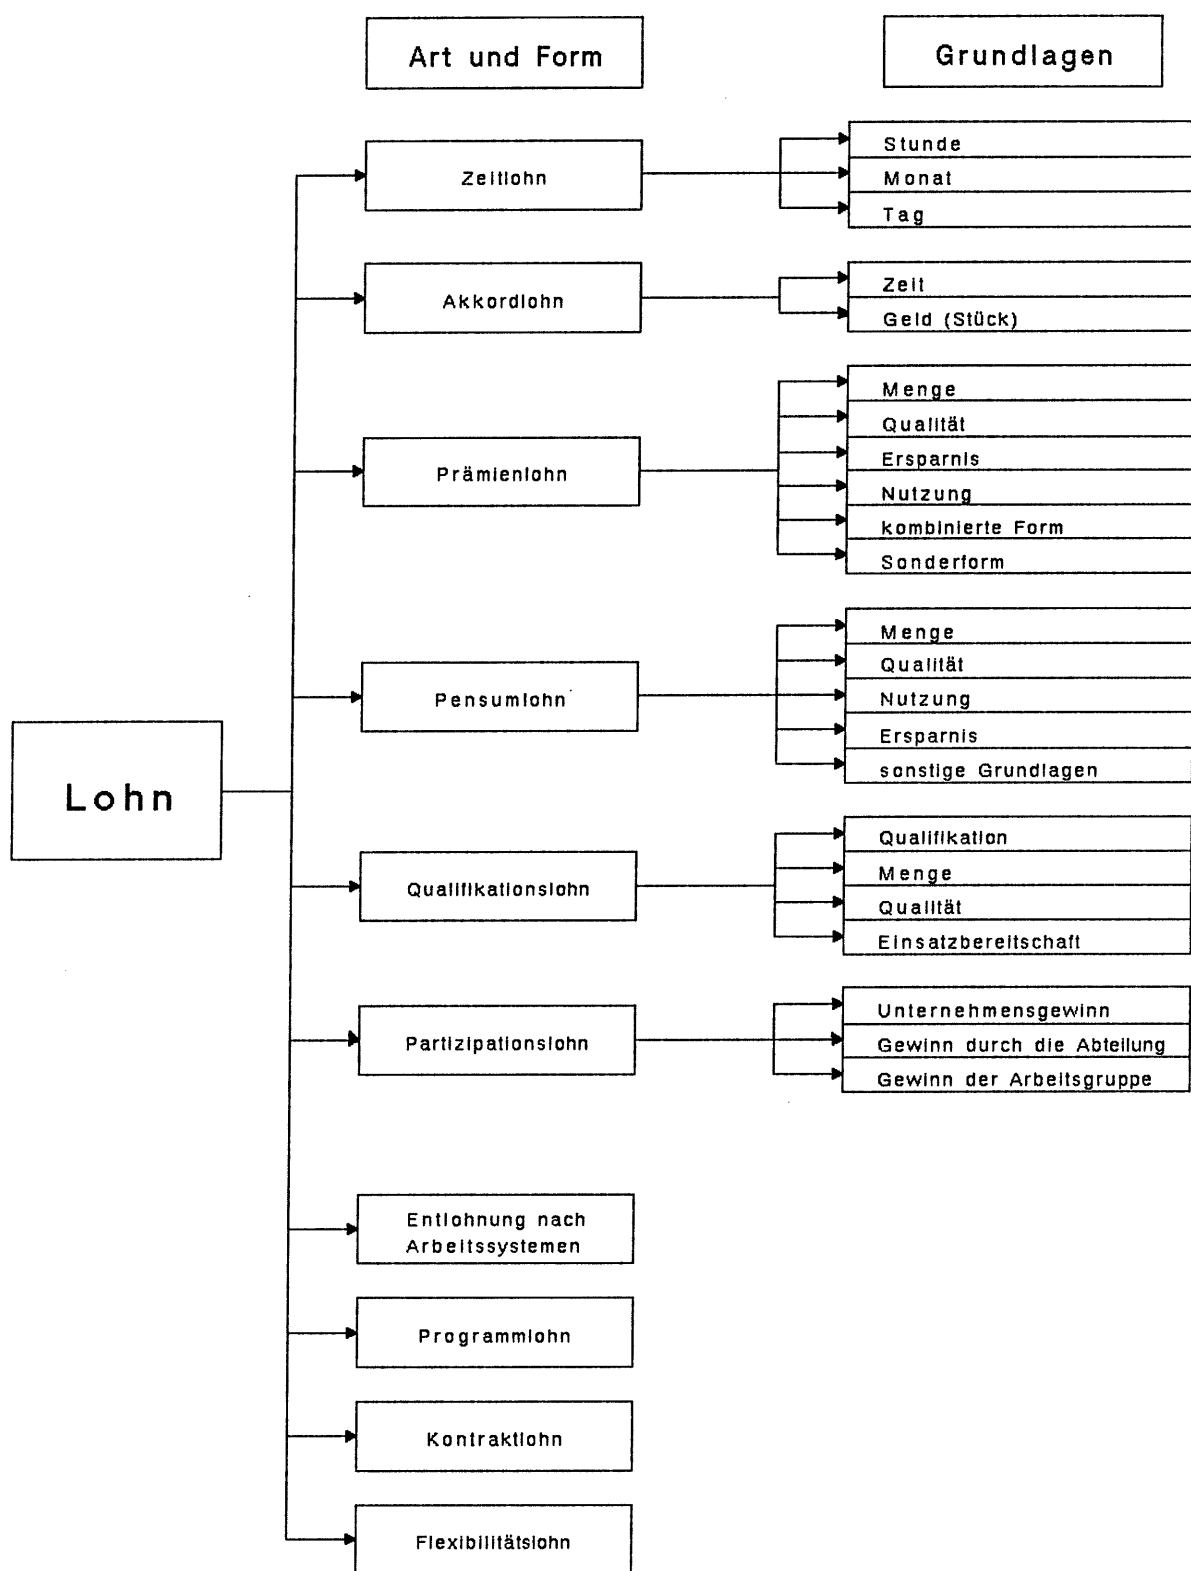 Art und Form
Grundlagen
Zeitlohn
Stunde
Monat
Tag
Akkordlohn
Zeit
Geld (Stück)
Prämienlohn
Menge
Qualität
Ersparnis
Nutzung
kombinierte Form
Sonderform
Pensumlohn
Menge
Qualität
Nutzung
Ersparnis
sonstige Grundlagen
Lohn
Qualifikationslohn
Qualifikation
Menge
Qualität
Einsatzbereitschaft
Partizipationslohn
Unternehmensgewinn
Gewinn durch die Abteilung
Gewinn der Arbeitsgruppe
Entlohnung nach
Arbeitssystemen
Programmlohn
Kontraktlohn
Flexibilitätslohn